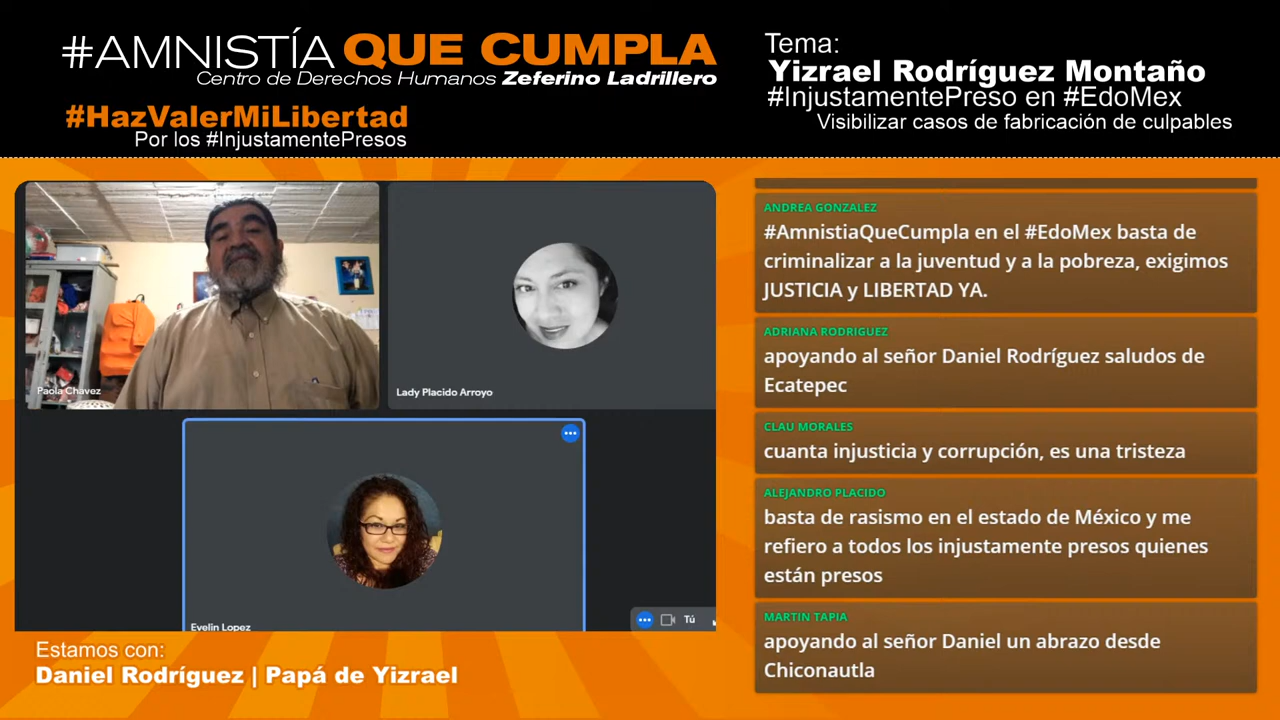 #AMNISTÍA QUE CUMPLA
Centro de Derechos Humanos Zeferino Ladrillero
#HazValerMiLibertad
Por los #InjustamentePresos
Tema:
Yizrael Rodríguez Montaño
#InjustamentePreso en #EdoMex
Visibilizar casos de fabricación de culpables
Paola Chavez
Lady Placido Arroyo
Evelin Lopez
Tú
Estamos con:
Daniel Rodríguez | Papá de Yizrael
ANDREA GONZALEZ
#AmnistiaQueCumpla en el #EdoMex basta de
criminalizar a la juventud y a la pobreza, exigimos
JUSTICIA y LIBERTAD YA.
ADRIANA RODRIGUEZ
apoyando al señor Daniel Rodríguez saludos de
Ecatepec
CLAU MORALES
cuanta injusticia y corrupción, es una tristeza
ALEJANDRO PLACIDO
basta de rasismo en el estado de México y me
refiero a todos los injustamente presos quienes
están presos
MARTIN TAPIA
apoyando al señor Daniel un abrazo desde
Chiconautla